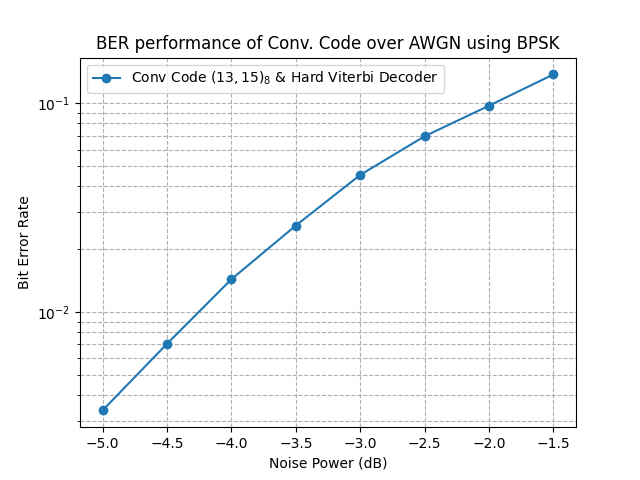 BER performance of Conv. Code over AWGN using BPSK
Conv Code (13, 15)₈ & Hard Viterbi Decoder
Bit Error Rate
10⁻¹
10⁻²
−5.0 −4.5 −4.0 −3.5 −3.0 −2.5 −2.0 −1.5
Noise Power (dB)